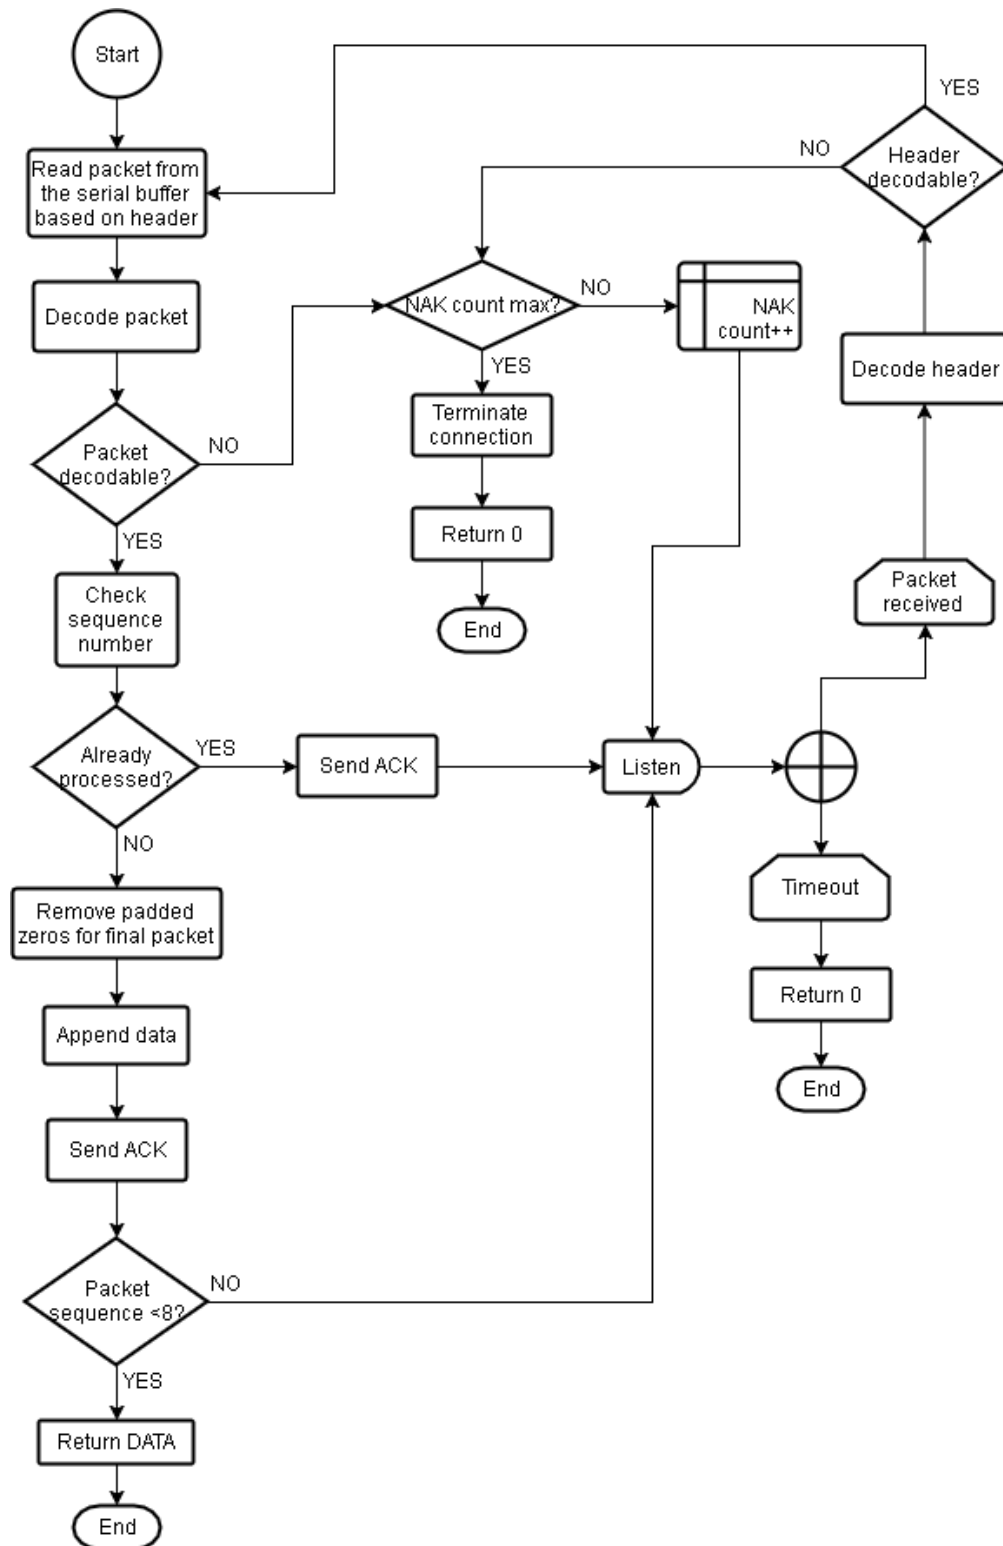 Start
YES
Read packet from
the serial buffer
based on header
NO
Header
decodable?
Decode packet
NAK count max?
NO
NAK
count++
YES
Decode header
Terminate
connection
Packet
decodable?
NO
Return 0
YES
Check
sequence
number
End
Packet
received
Already
processed?
YES
Send ACK
Listen
NO
Timeout
Remove padded
zeros for final packet
Return 0
Append data
End
Send ACK
Packet
sequence <8?
NO
YES
Return DATA
End